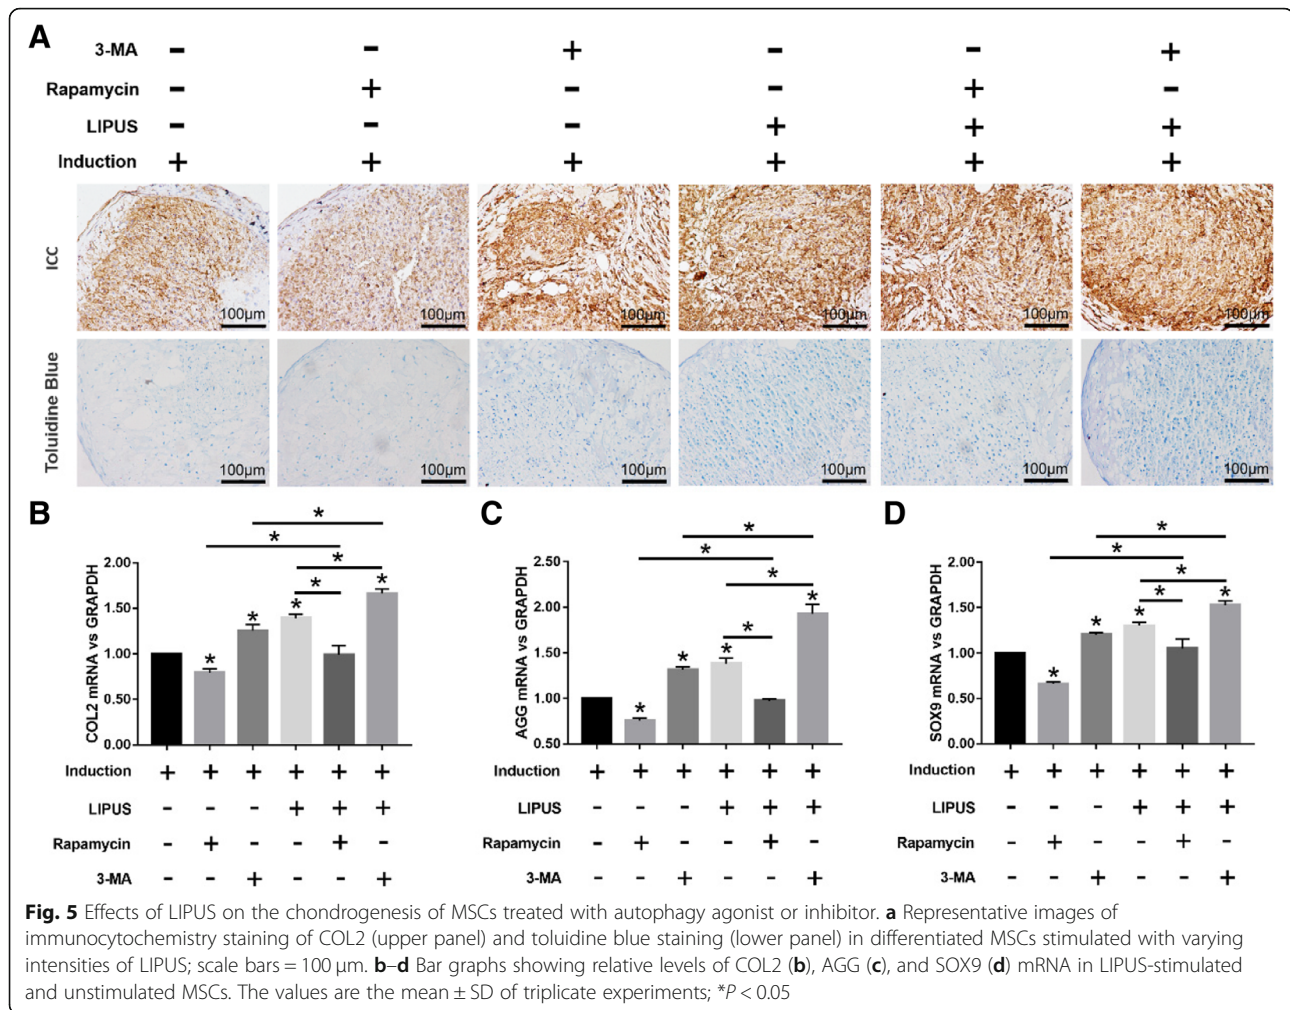 A
3-MA - - + - - +
Rapamycin - + - - + -
LIPUS - - - + + +
Induction + + + + + +
ICC
100µm 100µm 100µm 100µm 100µm 100µm
Toluidine Blue
100µm 100µm 100µm 100µm 100µm 100µm
B
COL2 mRNA vs GRAPDH
2.00
1.50
1.00
0.50
0.00
* * * * * * * *
Induction + + + + + +
LIPUS - - - + + +
Rapamycin - + - - + -
3-MA - - + - - +
C
AGG mRNA vs GRAPDH
2.50
2.00
1.50
1.00
0.50
* * * * * * * *
Induction + + + + + +
LIPUS - - - + + +
Rapamycin - + - - + -
3-MA - - + - - +
D
SOX9 mRNA vs GRAPDH
2.00
1.50
1.00
0.50
0.00
* * * * * * * *
Induction + + + + + +
LIPUS - - - + + +
Rapamycin - + - - + -
3-MA - - + - - +
Fig. 5 Effects of LIPUS on the chondrogenesis of MSCs treated with autophagy agonist or inhibitor. a Representative images of
immunocytochemistry staining of COL2 (upper panel) and toluidine blue staining (lower panel) in differentiated MSCs stimulated with varying
intensities of LIPUS; scale bars = 100 µm. b–d Bar graphs showing relative levels of COL2 (b), AGG (c), and SOX9 (d) mRNA in LIPUS-stimulated
and unstimulated MSCs. The values are the mean ± SD of triplicate experiments; *P < 0.05